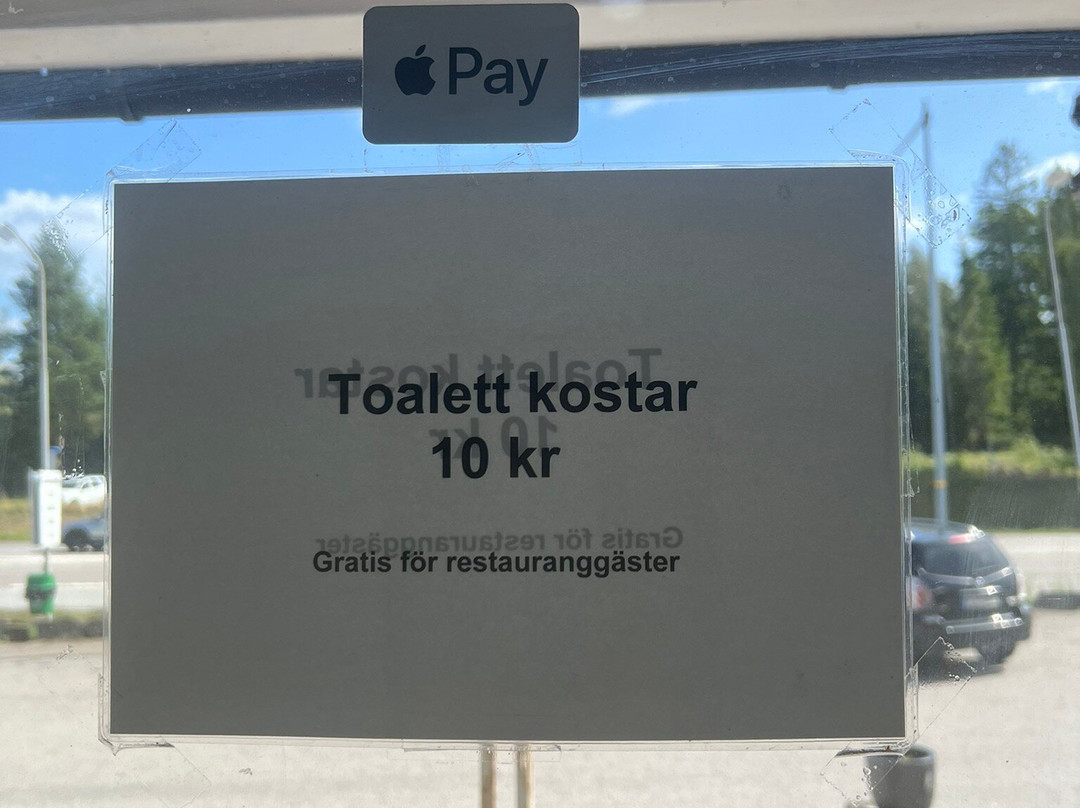 Pay
Toalett kostar
10 kr
Gratis för restauranggäster